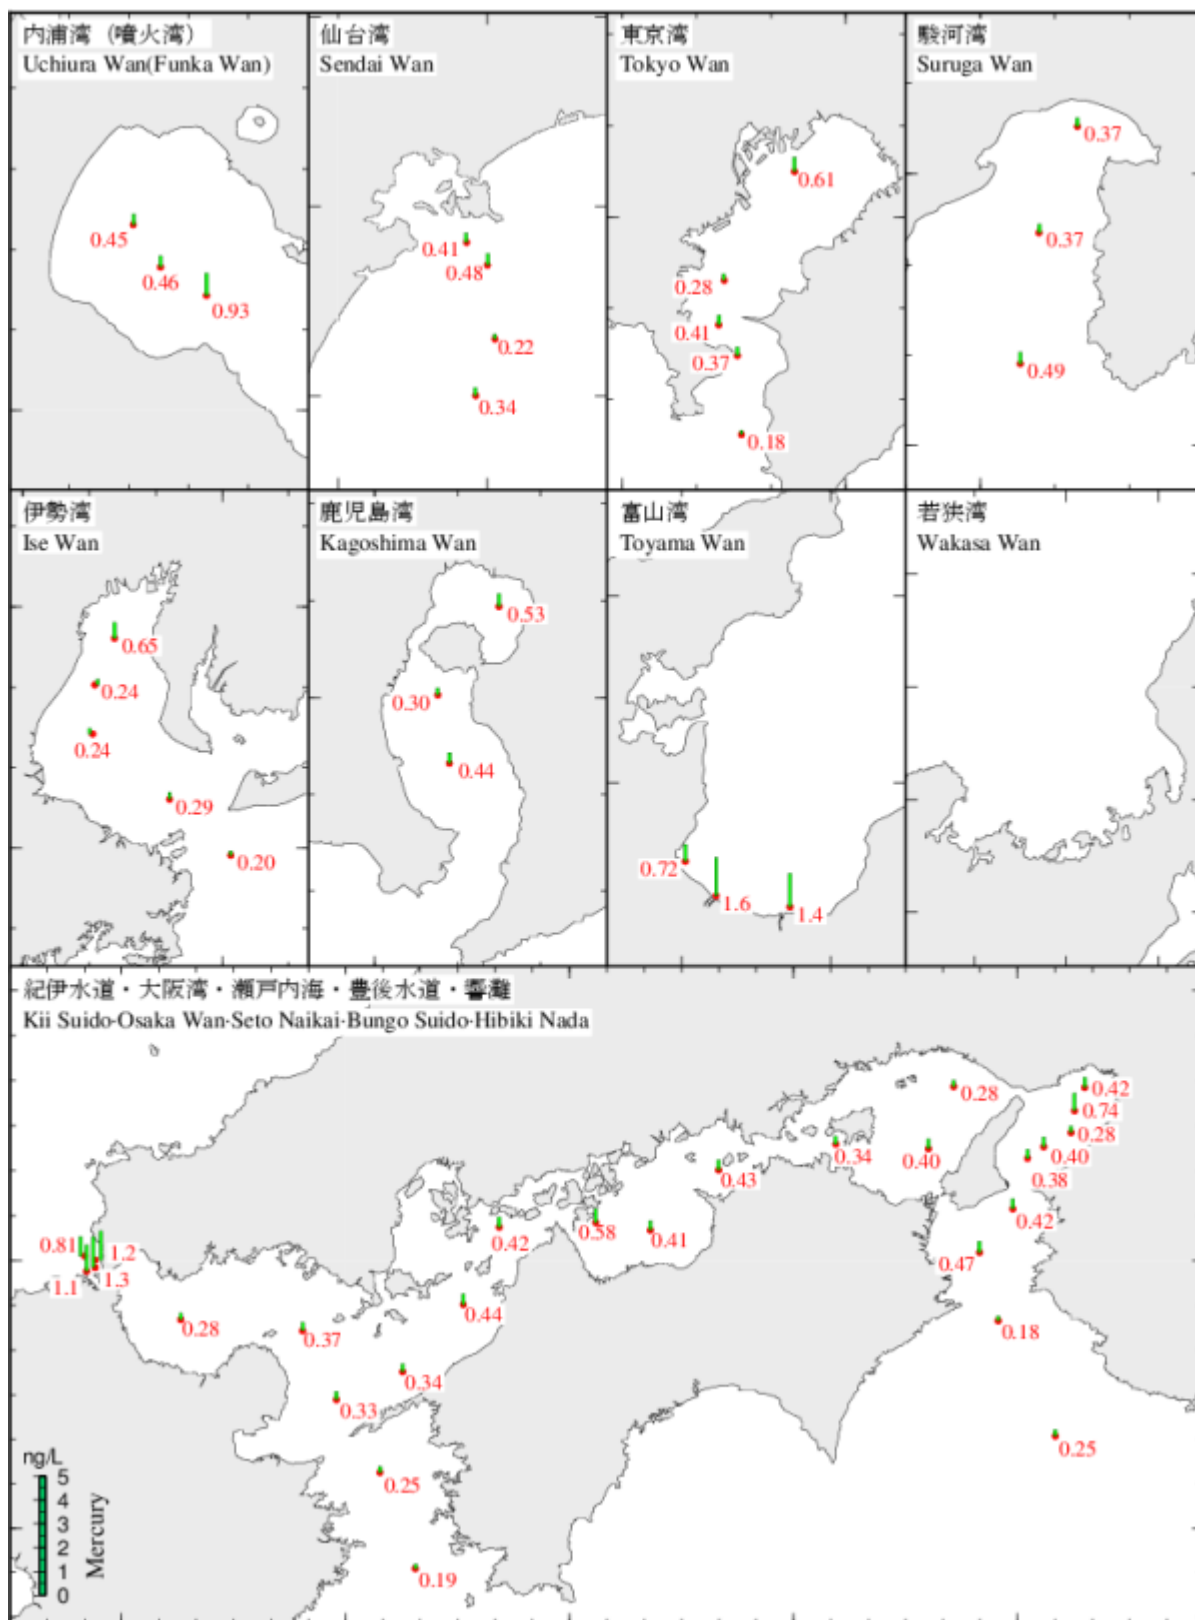 内浦湾（噴火湾）
Uchiura Wan(Funka Wan)
0.45
0.46
0.93
仙台湾
Sendai Wan
0.41
0.48
0.22
0.34
東京湾
Tokyo Wan
0.61
0.28
0.41
0.37
0.18
駿河湾
Suruga Wan
0.37
0.37
0.49
伊勢湾
Ise Wan
0.65
0.24
0.24
0.29
0.20
鹿児島湾
Kagoshima Wan
0.53
0.30
0.44
富山湾
Toyama Wan
0.72
1.6
1.4
若狭湾
Wakasa Wan
紀伊水道・大阪湾・瀬戸内海・豊後水道・響灘
Kii Suido-Osaka Wan-Seto Naikai-Bungo Suido-Hibiki Nada
0.28
0.42
0.74
0.28
0.34
0.40
0.40
0.38
0.43
0.42
0.58
0.41
0.42
0.47
0.81
1.2
1.3
1.1
0.44
0.28
0.37
0.18
0.34
0.33
0.25
0.25
0.19
ng/L
5
4
3
2
1
0
Mercury